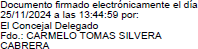 Documento firmado electrónicamente el día
25/11/2024 a las 13:44:59 por:
El Concejal Delegado
Fdo.: CARMELO TOMAS SILVERA
CABRERA